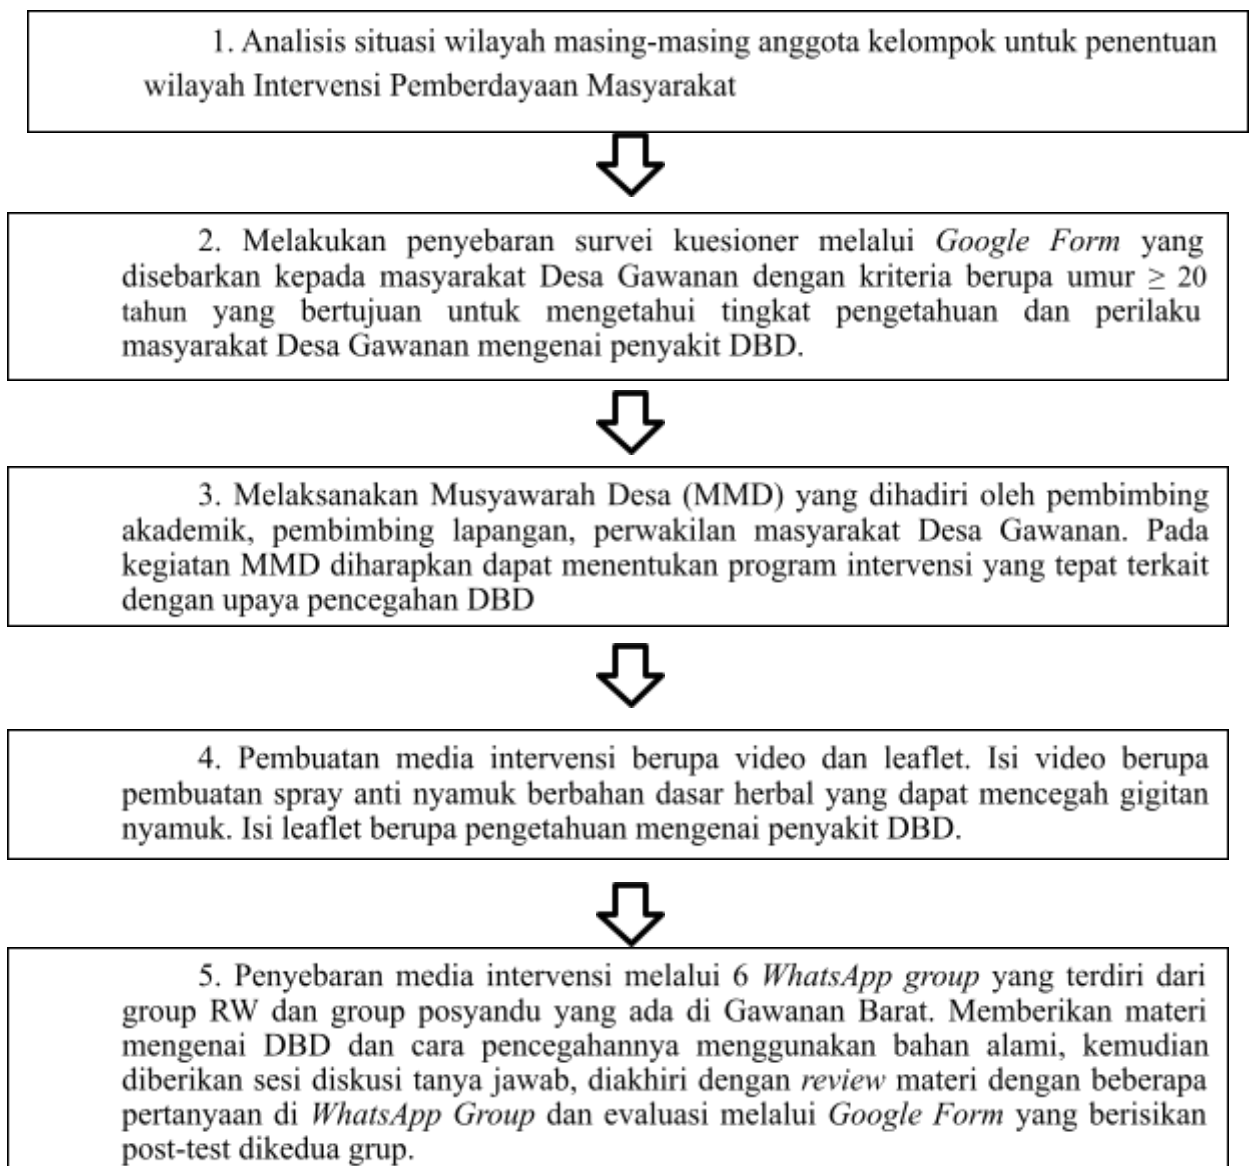 1. Analisis situasi wilayah masing-masing anggota kelompok untuk penentuan
wilayah Intervensi Pemberdayaan Masyarakat
2. Melakukan penyebaran survei kuesioner melalui Google Form yang
disebarkan kepada masyarakat Desa Gawanan dengan kriteria berupa umur ≥ 20
tahun yang bertujuan untuk mengetahui tingkat pengetahuan dan perilaku
masyarakat Desa Gawanan mengenai penyakit DBD.
3. Melaksanakan Musyawarah Desa (MMD) yang dihadiri oleh pembimbing
akademik, pembimbing lapangan, perwakilan masyarakat Desa Gawanan. Pada
kegiatan MMD diharapkan dapat menentukan program intervensi yang tepat terkait
dengan upaya pencegahan DBD
4. Pembuatan media intervensi berupa video dan leaflet. Isi video berupa
pembuatan spray anti nyamuk berbahan dasar herbal yang dapat mencegah gigitan
nyamuk. Isi leaflet berupa pengetahuan mengenai penyakit DBD.
5. Penyebaran media intervensi melalui 6 WhatsApp group yang terdiri dari
group RW dan group posyandu yang ada di Gawanan Barat. Memberikan materi
mengenai DBD dan cara pencegahannya menggunakan bahan alami, kemudian
diberikan sesi diskusi tanya jawab, diakhiri dengan review materi dengan beberapa
pertanyaan di WhatsApp Group dan evaluasi melalui Google Form yang berisikan
post-test dikedua grup.